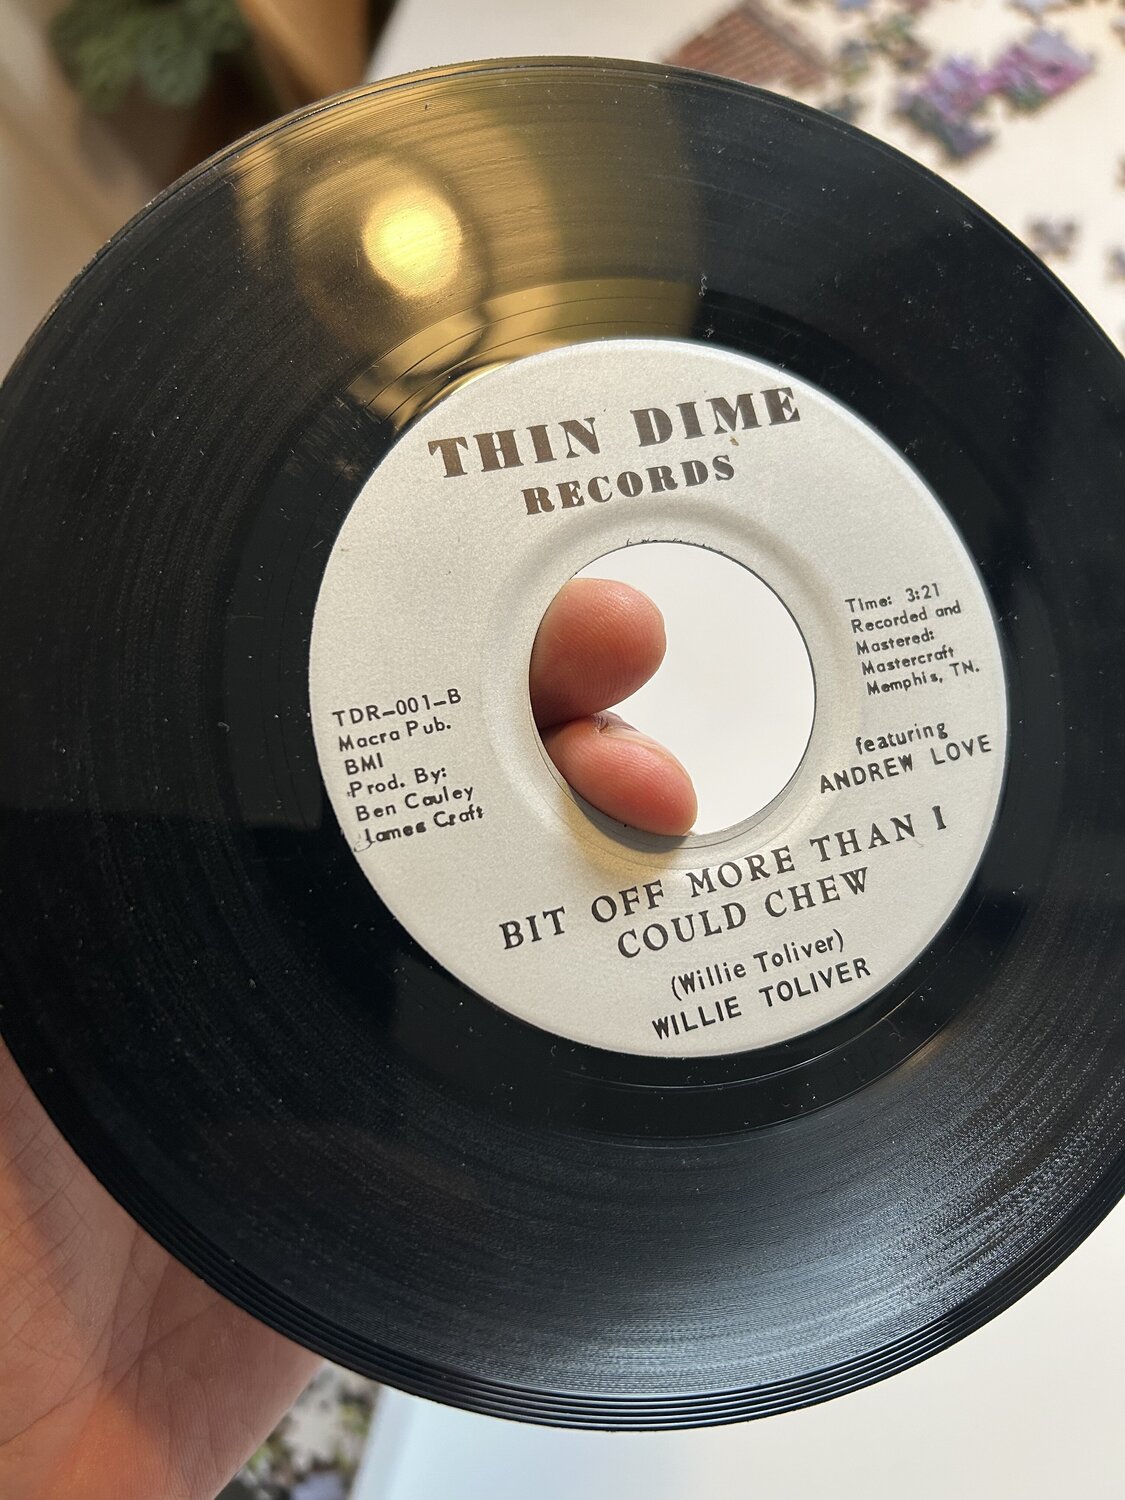 THIN DIME
RECORDS
TDR-001-B
Macra Pub.
BMI
Prod. By:
Ben Cauley
James Craft
Time: 3:21
Recorded and
Mastered:
Mastercraft
Memphis, TN.
featuring
ANDREW LOVE
BIT OFF MORE THAN I
COULD CHEW
(Willie Toliver)
WILLIE TOLIVER